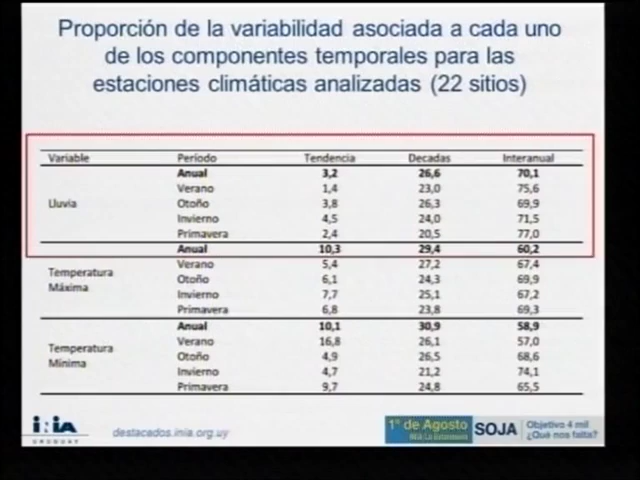 Proporción de la variabilidad asociada a cada uno
de los componentes temporales para las
estaciones climáticas analizadas (22 sitios)
Variable Período Tendencia Decadas Interanual
Anual 3,2 26,6 70,1
Verano 1,4 23,0 75,6
Lluvia Otoño 3,8 26,3 69,9
Invierno 4,5 24,0 71,5
Primavera 2,4 20,5 77,0
Anual 10,3 29,4 60,2
Verano 5,4 27,2 67,4
Temperatura Máxima Otoño 6,1 24,3 69,9
Invierno 7,7 25,1 67,2
Primavera 6,8 23,8 69,3
Anual 10,1 30,9 58,9
Verano 16,8 26,1 57,0
Temperatura Mínima Otoño 4,9 26,5 68,6
Invierno 4,7 21,2 74,1
Primavera 9,7 24,8 65,5
inia
URUGUAY
destacados.inia.org.uy
1º de Agosto
INIA La Estanzuela
SOJA
Objetivo 4 mil
¿Qué nos falta?